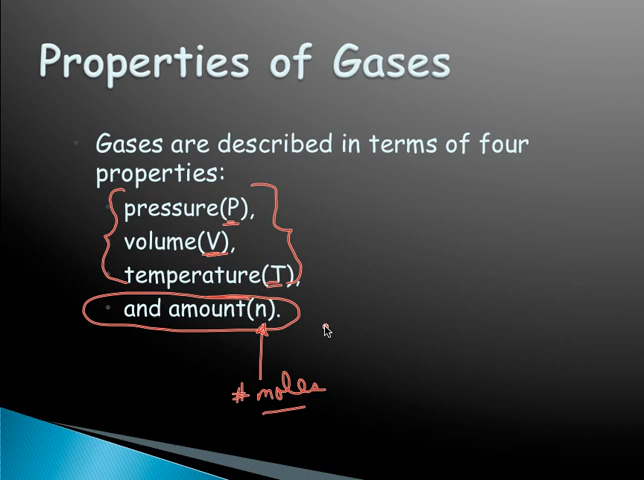 Properties of Gases
Gases are described in terms of four
properties:
pressure(P),
volume(V),
temperature(T),
and amount(n).
# moles